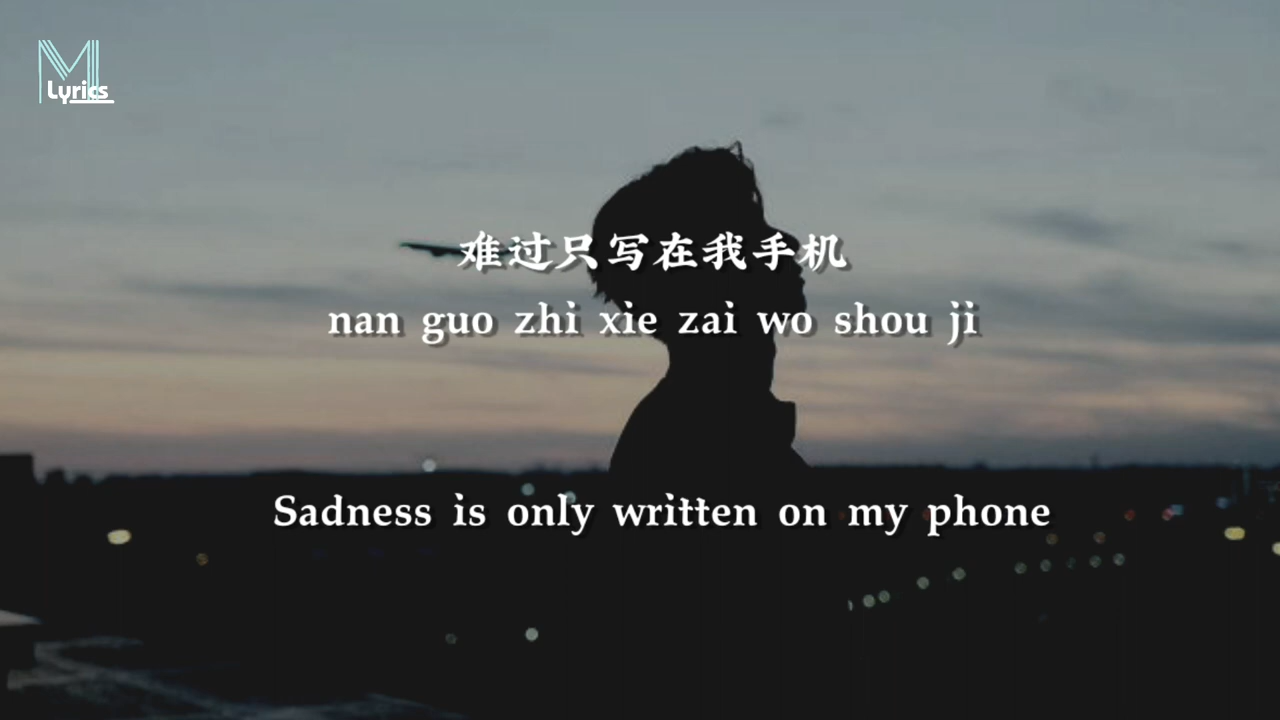 M
Lyrics
难过只写在我手机
nan guo zhi xie zai wo shou ji
Sadness is only written on my phone